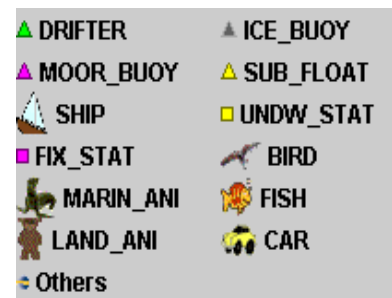 DRIFTER ICE_BUOY
MOOR_BUOY SUB_FLOAT
SHIP UNDW_STAT
FIX_STAT BIRD
MARIN_ANI FISH
LAND_ANI CAR
Others